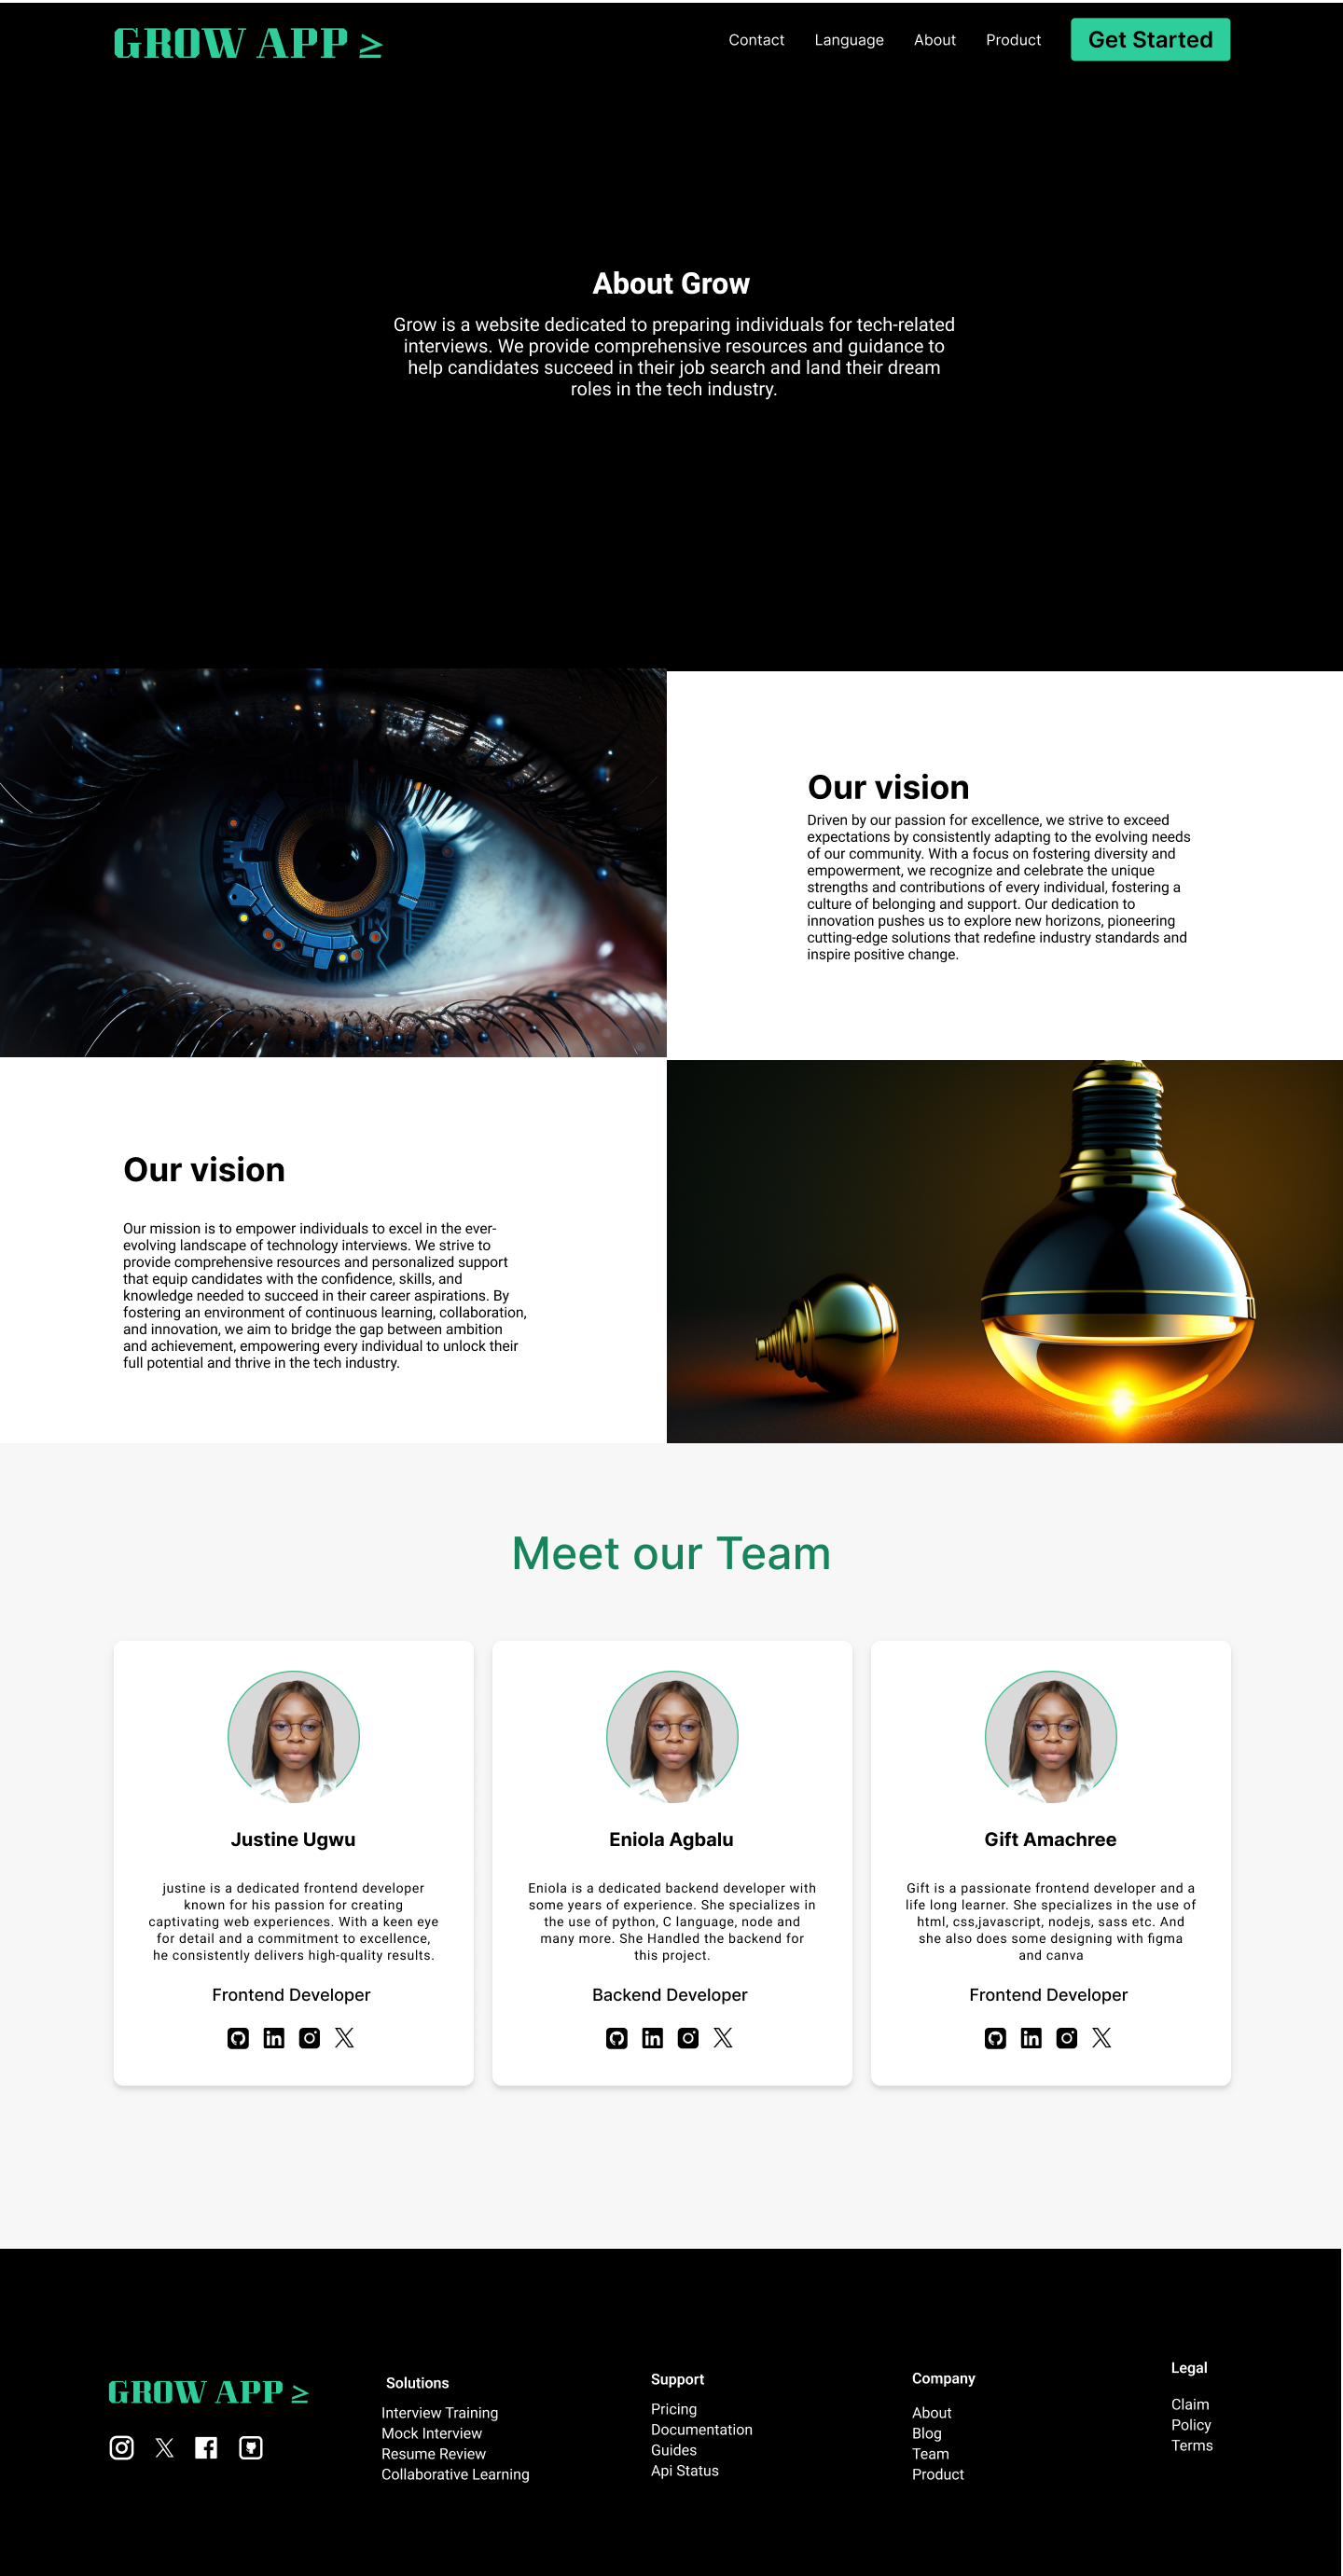 GROW APP ≥
Contact Language About Product Get Started
About Grow
Grow is a website dedicated to preparing individuals for tech-related
interviews. We provide comprehensive resources and guidance to
help candidates succeed in their job search and land their dream
roles in the tech industry.
Our vision
Driven by our passion for excellence, we strive to exceed
expectations by consistently adapting to the evolving needs
of our community. With a focus on fostering diversity and
empowerment, we recognize and celebrate the unique
strengths and contributions of every individual, fostering a
culture of belonging and support. Our dedication to
innovation pushes us to explore new horizons, pioneering
cutting-edge solutions that redefine industry standards and
inspire positive change.
Our vision
Our mission is to empower individuals to excel in the ever-
evolving landscape of technology interviews. We strive to
provide comprehensive resources and personalized support
that equip candidates with the confidence, skills, and
knowledge needed to succeed in their career aspirations. By
fostering an environment of continuous learning, collaboration,
and innovation, we aim to bridge the gap between ambition
and achievement, empowering every individual to unlock their
full potential and thrive in the tech industry.
Meet our Team
Justine Ugwu
justine is a dedicated frontend developer
known for his passion for creating
captivating web experiences. With a keen eye
for detail and a commitment to excellence,
he consistently delivers high-quality results.
Frontend Developer
Eniola Agbalu
Eniola is a dedicated backend developer with
some years of experience. She specializes in
the use of python, C language, node and
many more. She Handled the backend for
this project.
Backend Developer
Gift Amachree
Gift is a passionate frontend developer and a
life long learner. She specializes in the use of
html, css,javascript, nodejs, sass etc. And
she also does some designing with figma
and canva
Frontend Developer
GROW APP ≥
Solutions
Interview Training
Mock Interview
Resume Review
Collaborative Learning
Support
Pricing
Documentation
Guides
Api Status
Company
About
Blog
Team
Product
Legal
Claim
Policy
Terms